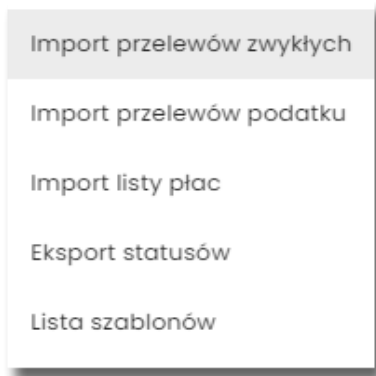 Import przelewów zwykłych
Import przelewów podatku
Import listy płac
Eksport statusów
Lista szablonów